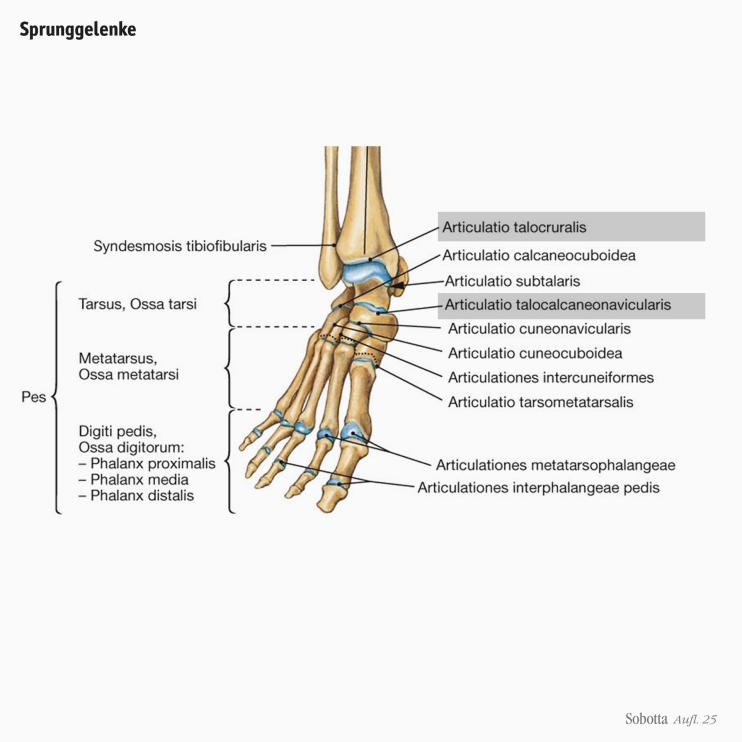 Sprunggelenke
Articulatio talocruralis
Syndesmosis tibiofibularis
Articulatio calcaneocuboidea
Articulatio subtalaris
Tarsus, Ossa tarsi
Articulatio talocalcaneonavicularis
Articulatio cuneonavicularis
Articulatio cuneocuboidea
Metatarsus,
Ossa metatarsi
Articulationes intercuneiformes
Pes
Articulatio tarsometatarsalis
Digiti pedis,
Ossa digitorum:
– Phalanx proximalis
– Phalanx media
– Phalanx distalis
Articulationes metatarsophalangeae
Articulationes interphalangeae pedis
Sobotta Aufl. 25